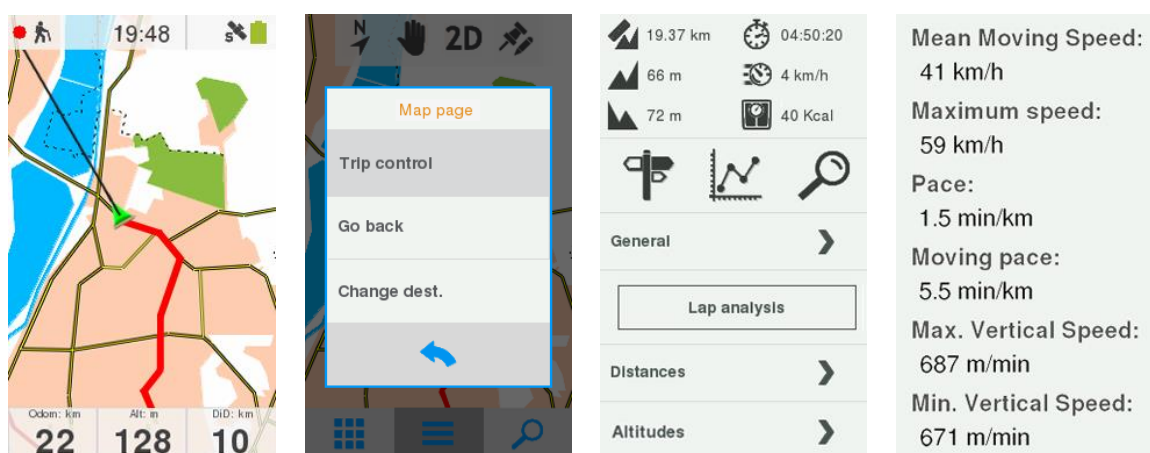 19:48
S
Odom: km
Alt: m
DiD: km
22
128
10
N
2D
Map page
Trip control
Go back
Change dest.
19.37 km
04:50:20
66 m
4 km/h
72 m
40 Kcal
General
Lap analysis
Distances
Altitudes
Mean Moving Speed:
41 km/h
Maximum speed:
59 km/h
Pace:
1.5 min/km
Moving pace:
5.5 min/km
Max. Vertical Speed:
687 m/min
Min. Vertical Speed:
671 m/min